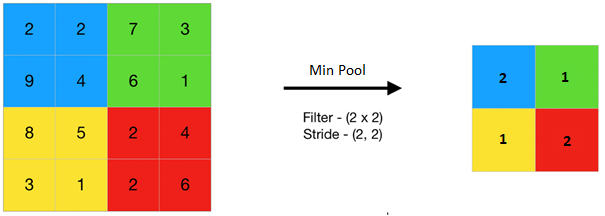 2 2 7 3
9 4 6 1
8 5 2 4
3 1 2 6
Min Pool
Filter - (2 x 2)
Stride - (2, 2)
2 1
1 2